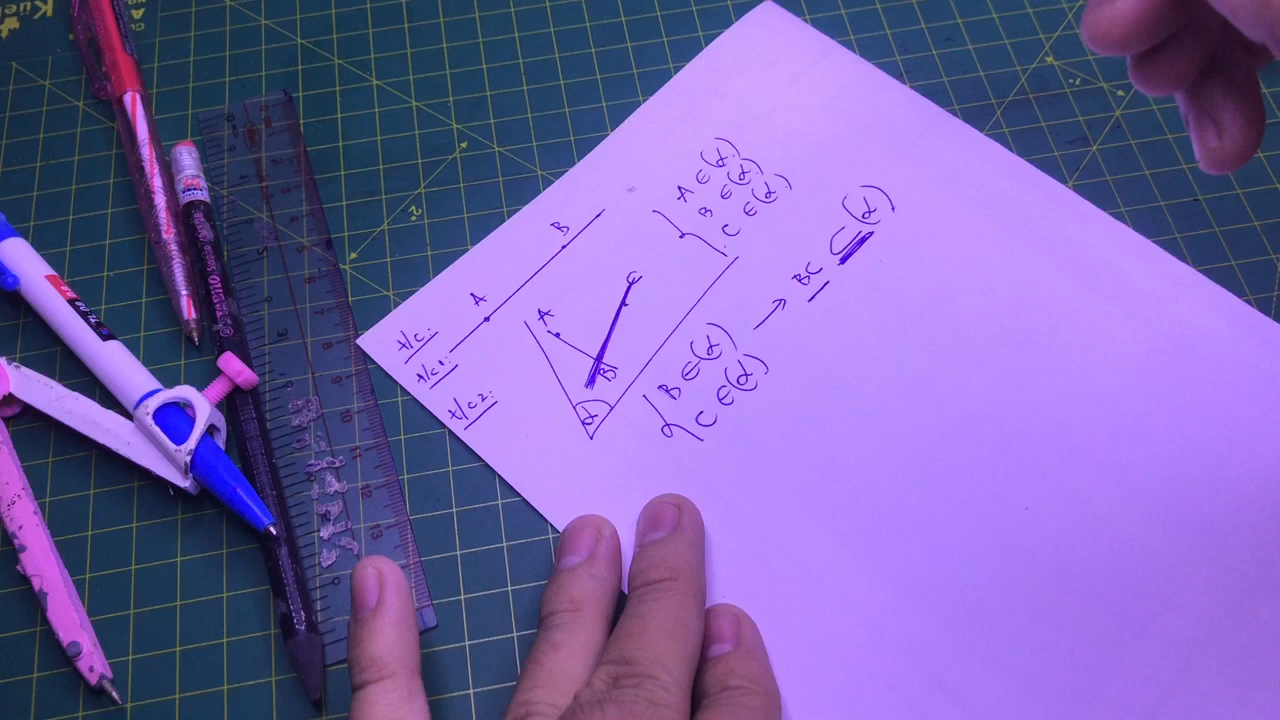 t/c:
t/c1:
t/c2:
A B
A
B
C
α
{ A ∈ (α)
B ∈ (α)
C ∈ (α)
{ B ∈ (α)
C ∈ (α)
→ BC ⊂ (α)